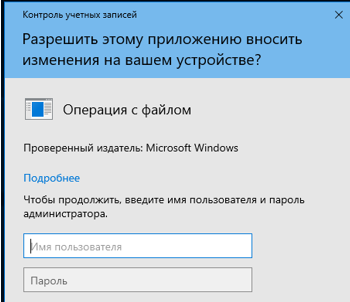 Контроль учетных записей
Разрешить этому приложению вносить
изменения на вашем устройстве?
Операция с файлом
Проверенный издатель: Microsoft Windows
Подробнее
Чтобы продолжить, введите имя пользователя и пароль
администратора.
Имя пользователя
Пароль